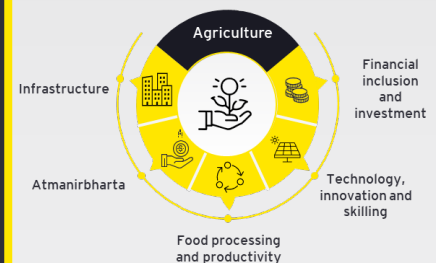 Agriculture
Infrastructure
Financial
inclusion
and
investment
Atmanirbharta
Technology,
innovation and
skilling
Food processing
and productivity